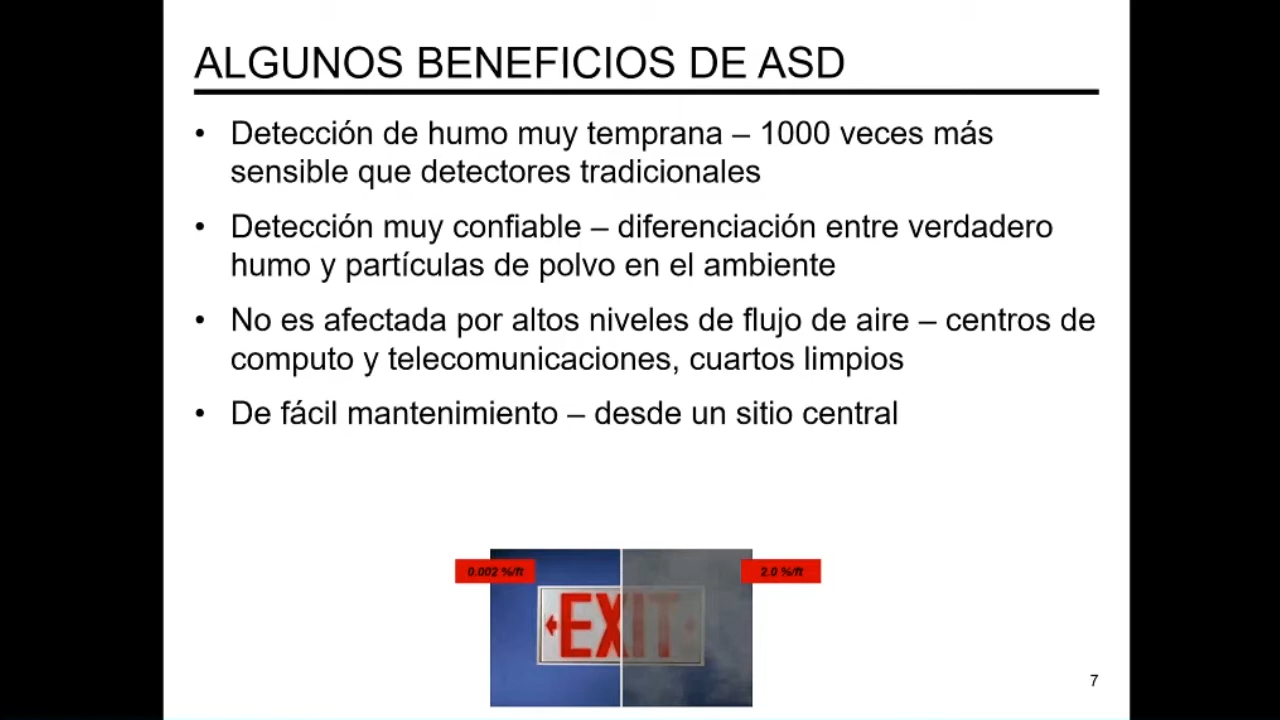 ALGUNOS BENEFICIOS DE ASD
• Detección de humo muy temprana – 1000 veces más
sensible que detectores tradicionales
• Detección muy confiable – diferenciación entre verdadero
humo y partículas de polvo en el ambiente
• No es afectada por altos niveles de flujo de aire – centros de
computo y telecomunicaciones, cuartos limpios
• De fácil mantenimiento – desde un sitio central
0.002 %/ft
2.0 %/ft
EXIT
7